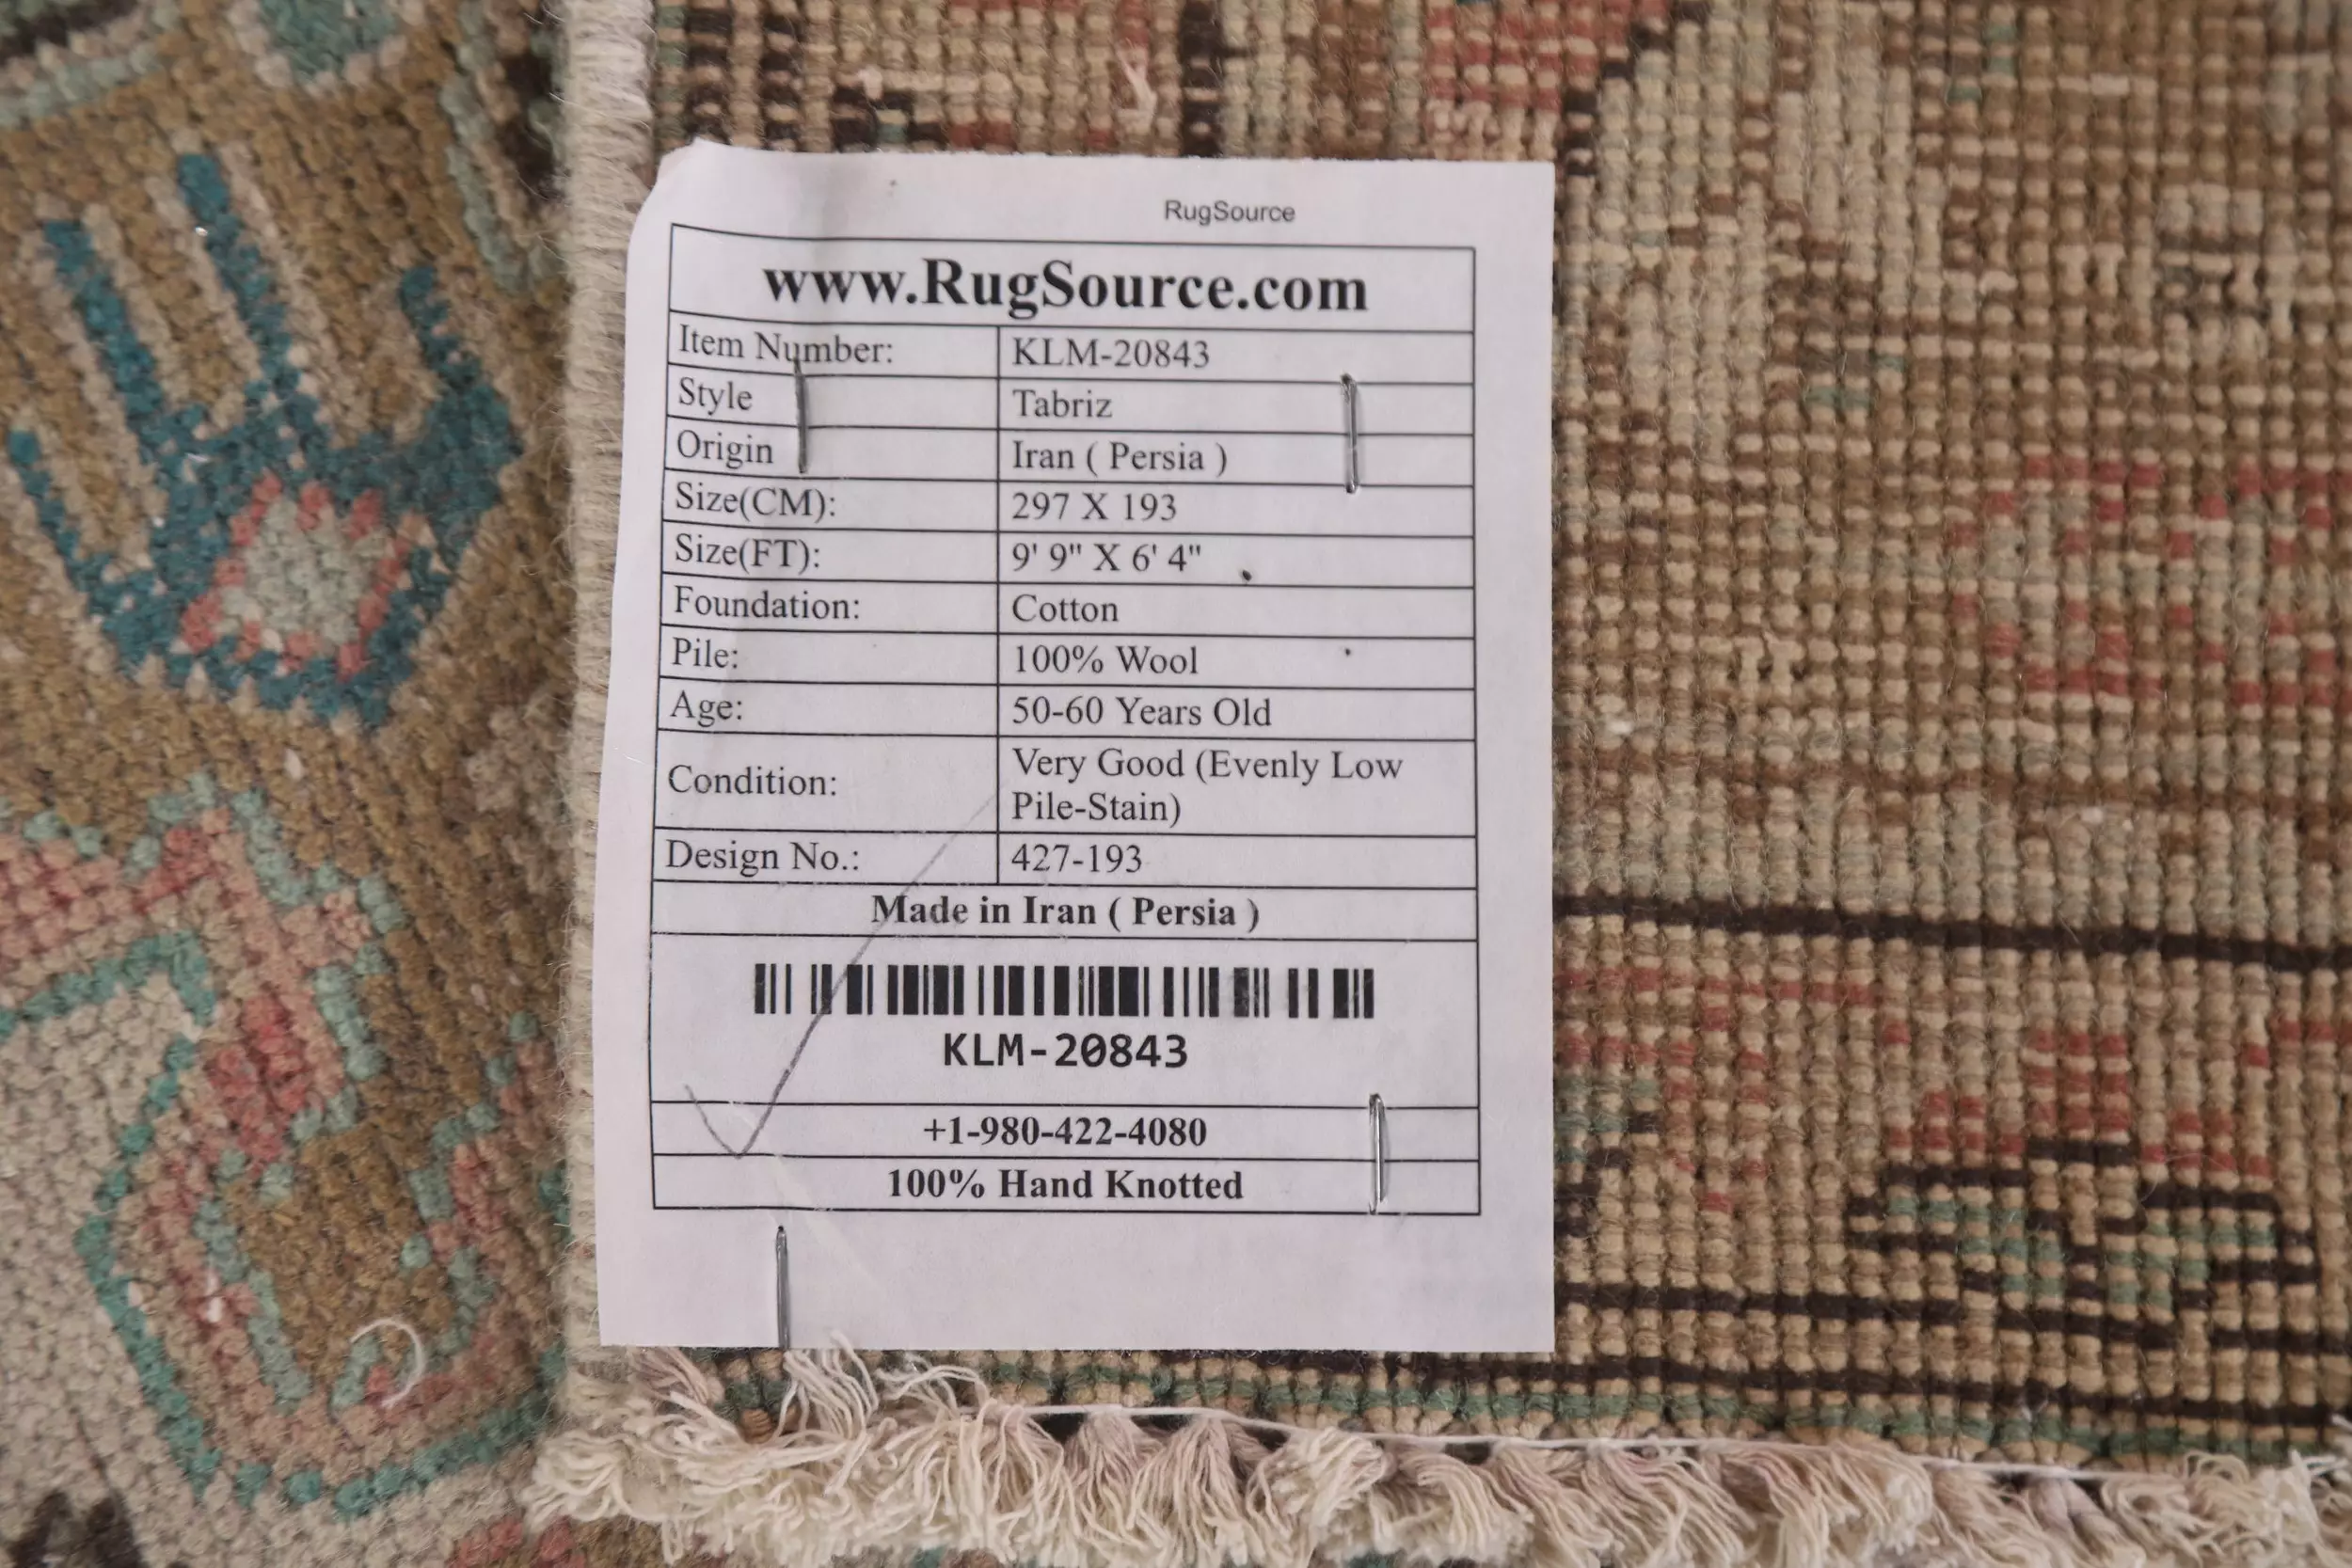 RugSource
www.RugSource.com
Item Number: KLM-20843
Style Tabriz
Origin Iran ( Persia )
Size(CM): 297 X 193
Size(FT): 9' 9" X 6' 4"
Foundation: Cotton
Pile: 100% Wool
Age: 50-60 Years Old
Condition: Very Good (Evenly Low
Pile-Stain)
Design No.: 427-193
Made in Iran ( Persia )
KLM-20843
+1-980-422-4080
100% Hand Knotted